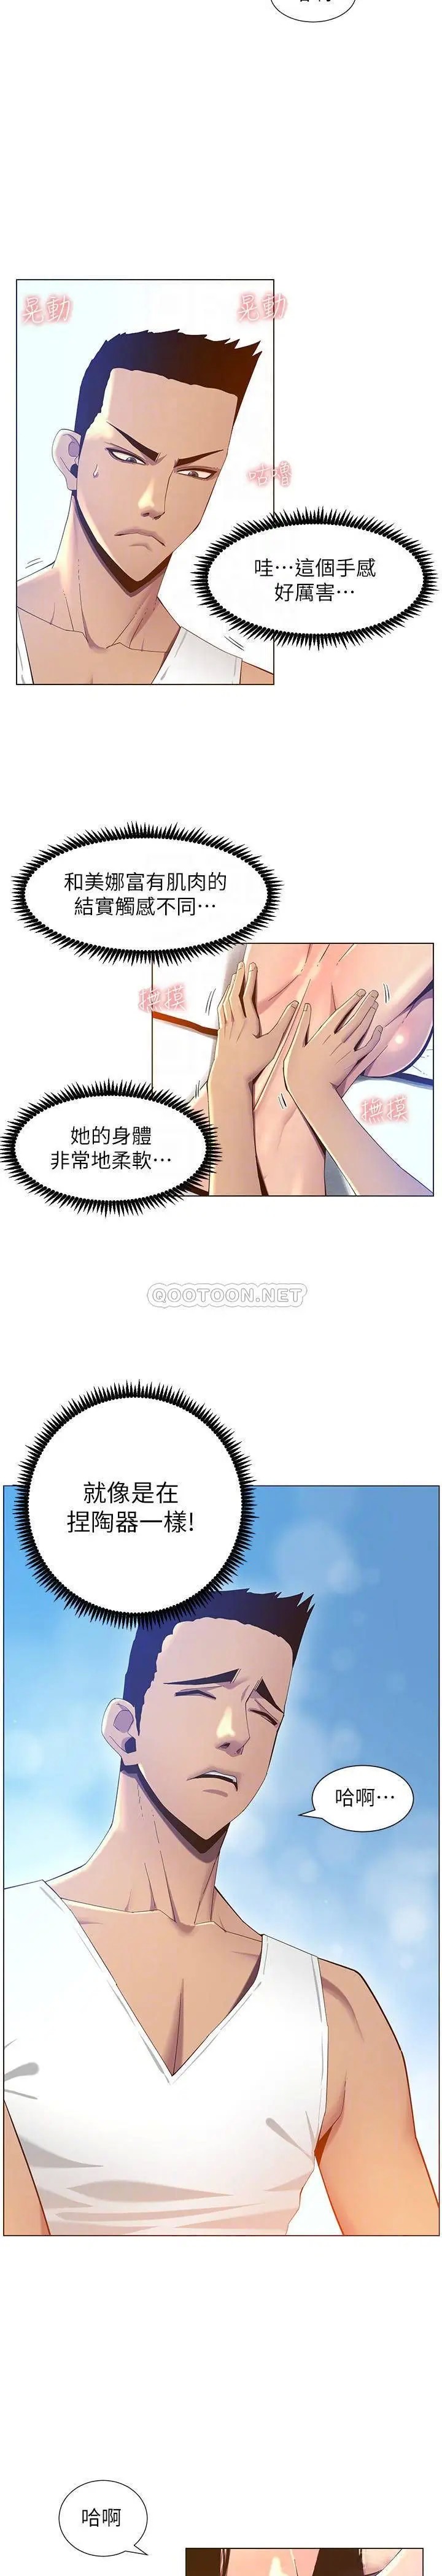 晃動
晃動
咕嚕
哇⋯這個手感
好厲害⋯
和美娜富有肌肉的
結實觸感不同⋯
撫摸
撫摸
她的身體
非常地柔軟⋯
QOOTOON.NET
就像是在
捏陶器一樣!
哈啊⋯
哈啊